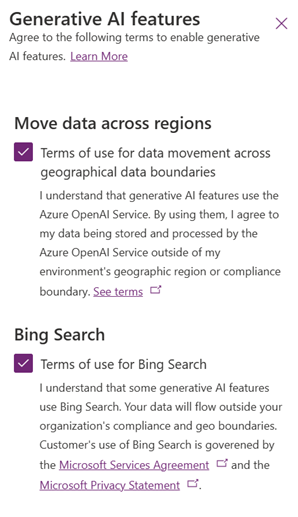 Generative AI features
Agree to the following terms to enable generative
AI features. Learn More
Move data across regions
Terms of use for data movement across
geographical data boundaries
I understand that generative AI features use the
Azure OpenAI Service. By using them, I agree to
my data being stored and processed by the
Azure OpenAI Service outside of my
environment's geographic region or compliance
boundary. See terms
Bing Search
Terms of use for Bing Search
I understand that some generative AI features
use Bing Search. Your data will flow outside your
organization's compliance and geo boundaries.
Customer's use of Bing Search is goverened by
the Microsoft Services Agreement and the
Microsoft Privacy Statement .